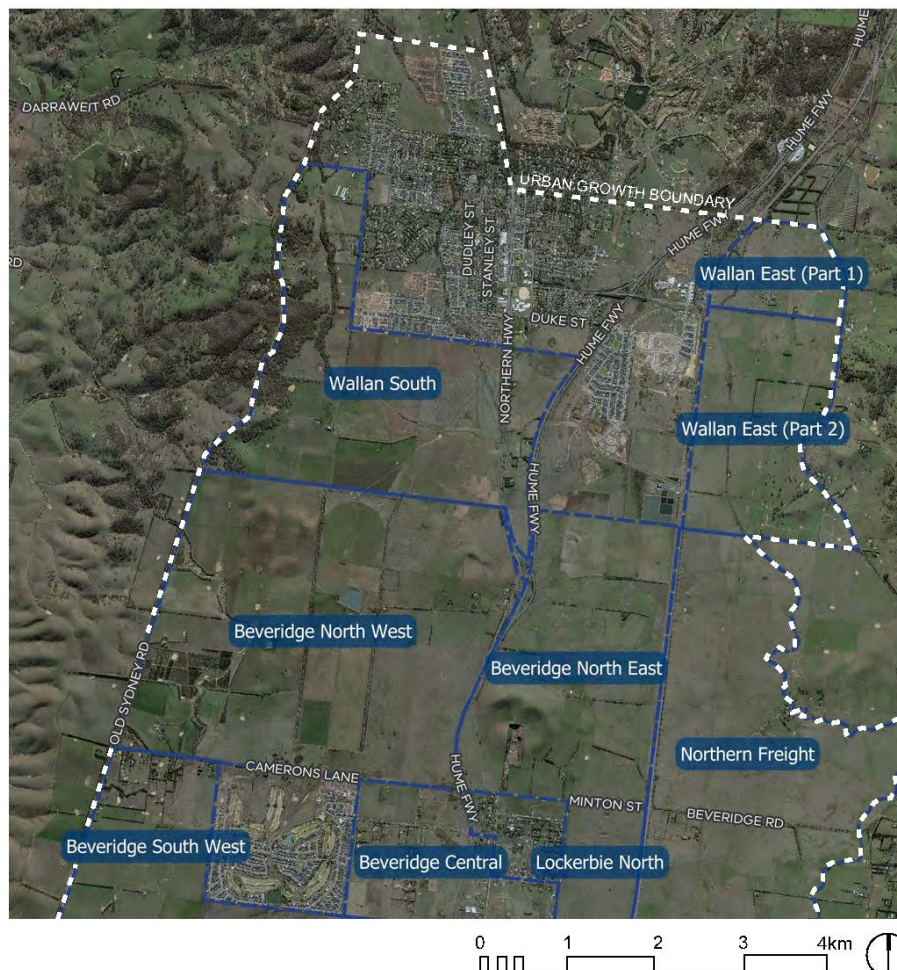 HUME FWY
DARRAWEIT RD
HUME FWY
URBAN GROWTH BOUNDARY
DUDLEY ST
STANLEY ST
HUME FWY
RD
Wallan East (Part 1)
DUKE ST
HUME FWY
NORTHERN HWY
Wallan South
Wallan East (Part 2)
HUME FWY
Beveridge North West
Beveridge North East
OLD SYDNEY RD
Northern Freight
CAMERONS LANE
HUME FWY
MINTON ST
BEVERIDGE RD
Beveridge South West
Beveridge Central
Lockerbie North
0 1 2 3 4km